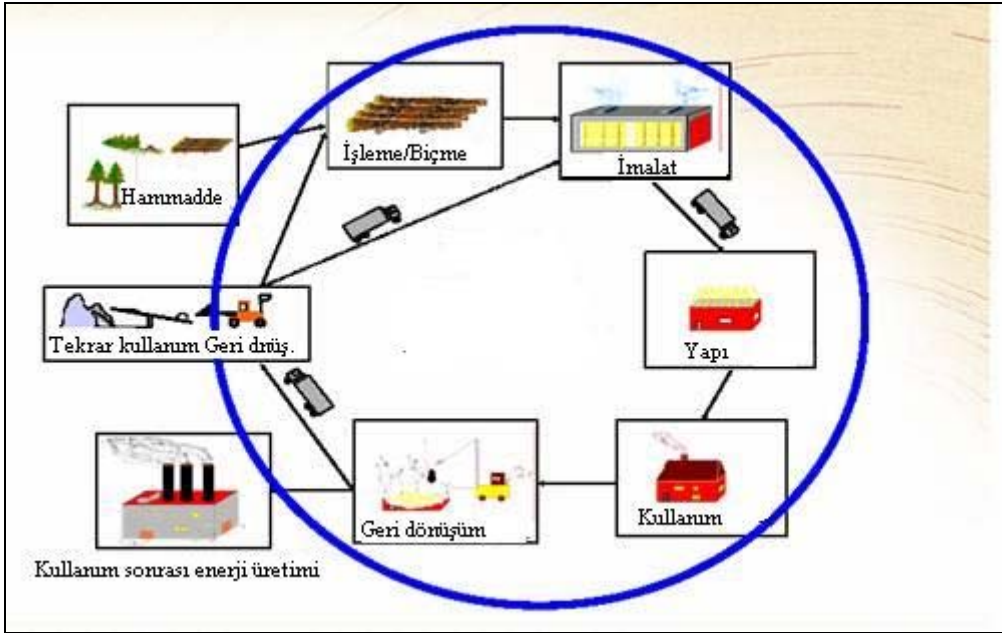 İşleme/Biçme
İmalat
Hammadde
Tekrar kullanım Geri dnüş.
Yapı
Geri dönüşüm
Kullanım
Kullanım sonrası enerji üretimi